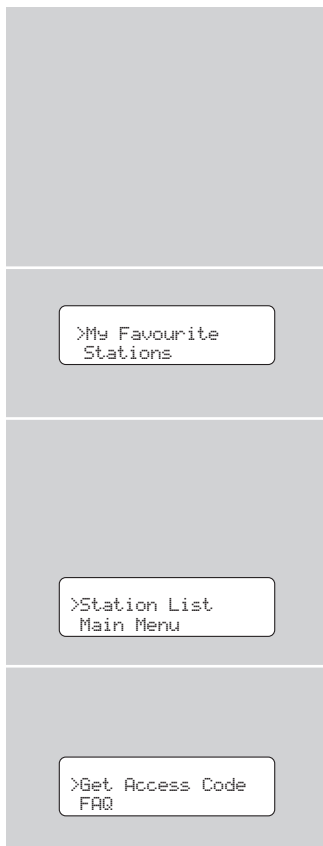 >My Favourite
Stations
>Station List
Main Menu
>Get Access Code
FAQ